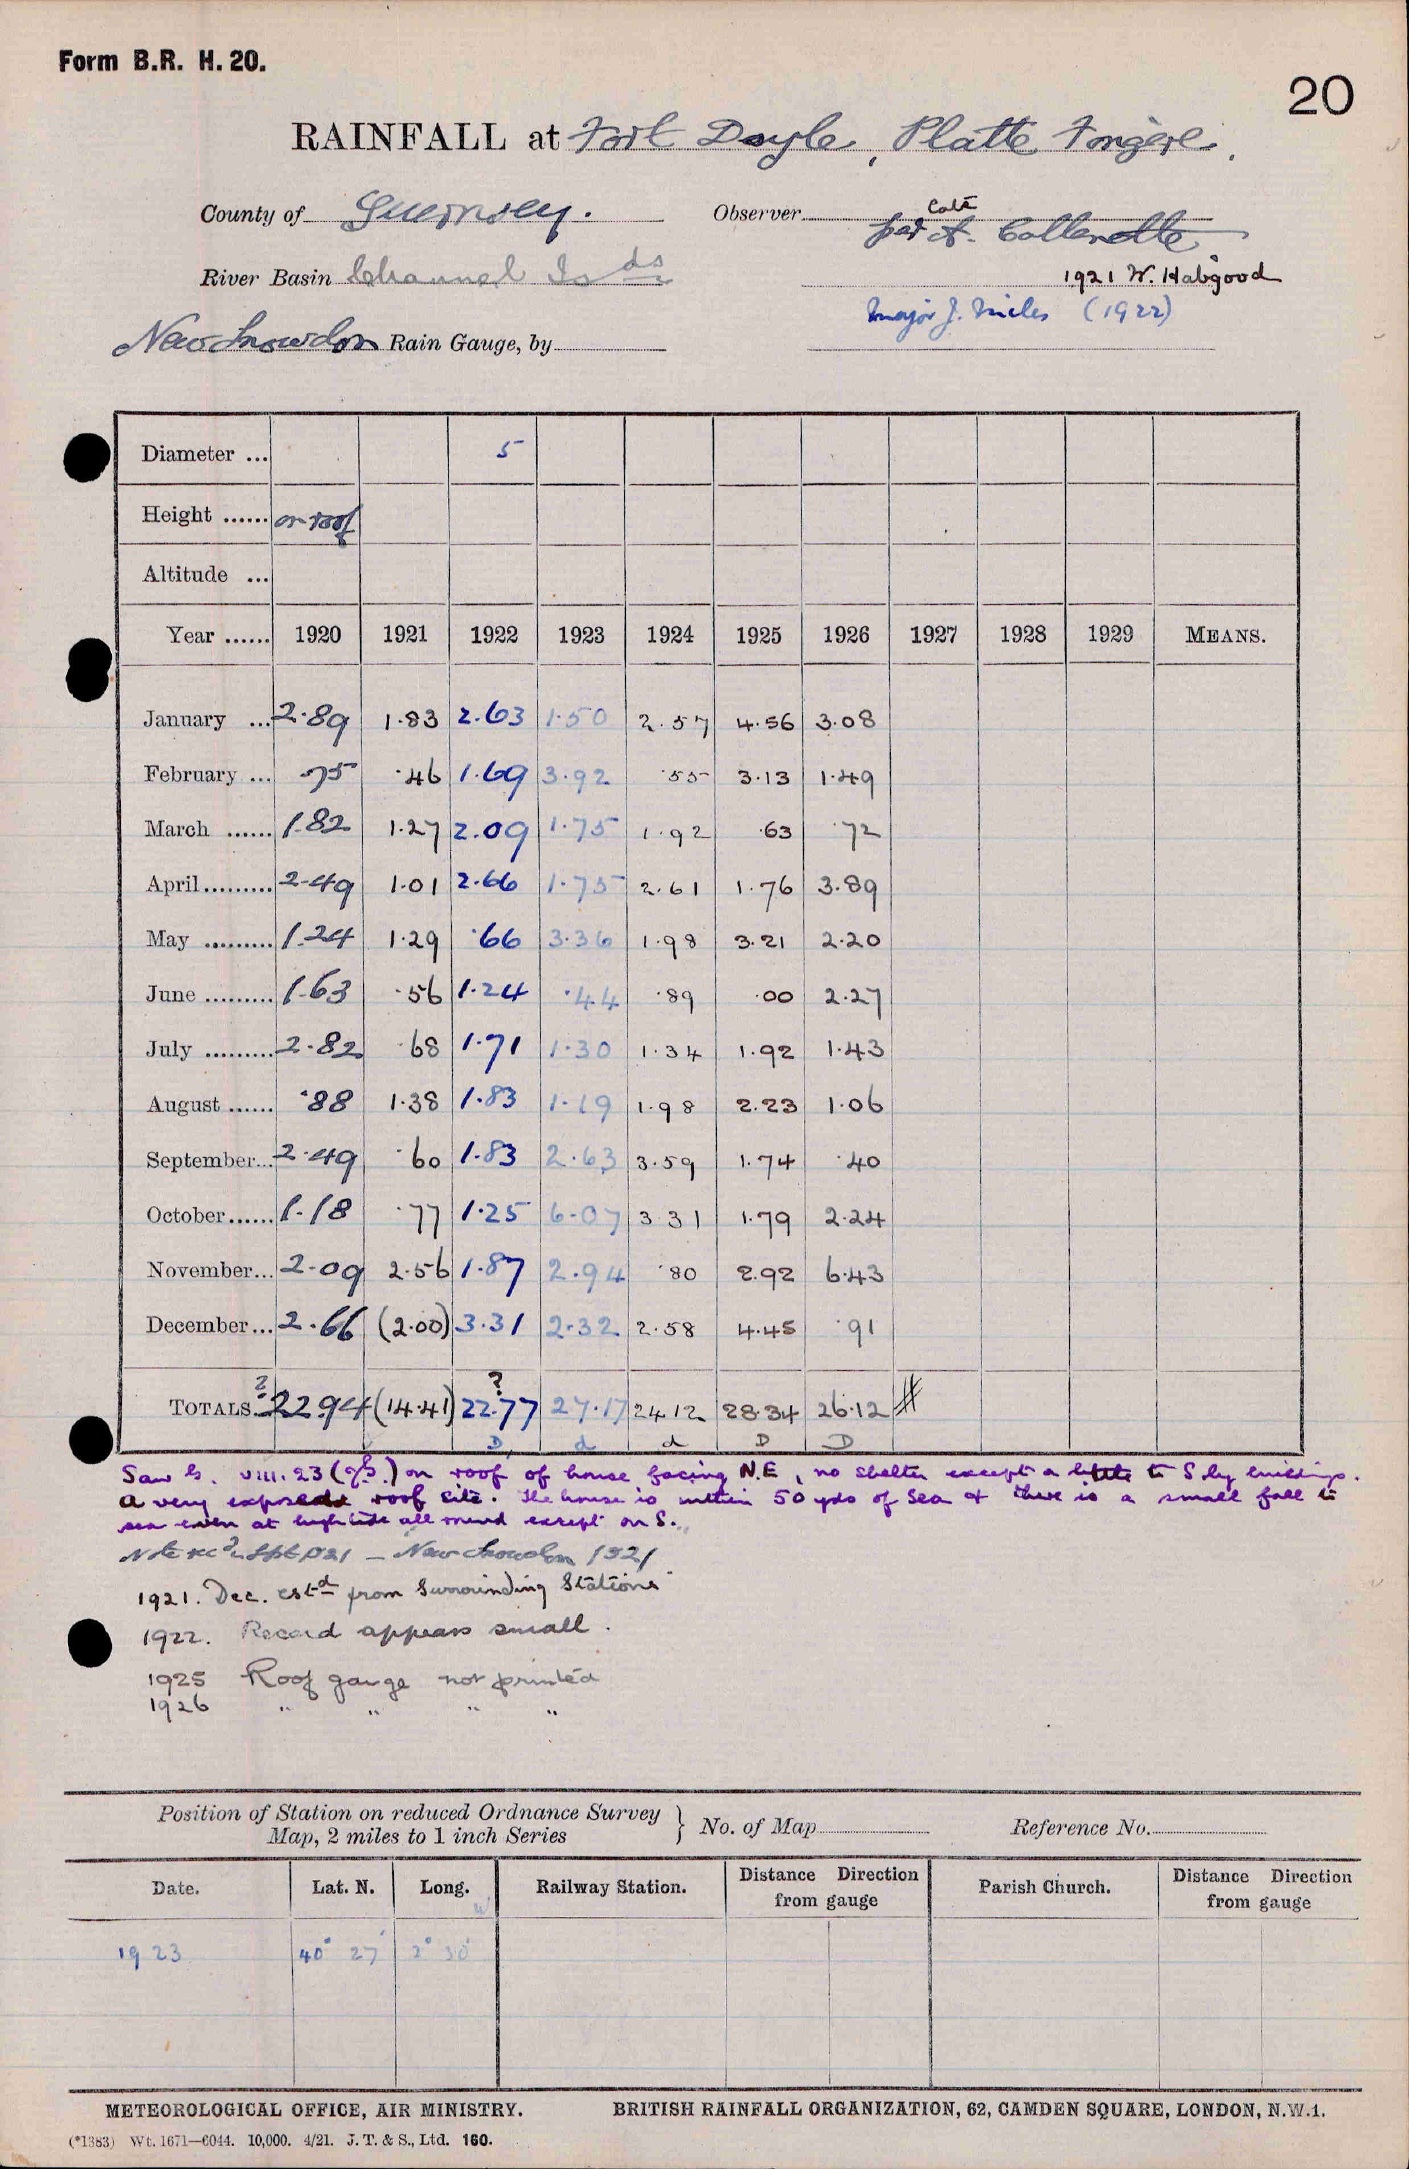 Form B.R. H. 20.
20
RAINFALL at Fort Doyle, Platte Fougère.
County of Guernsey. Observer per A. Collenette
River Basin Channel Isds 1921 W. Habgood
Major J. Miles (1922)
New Snowdon Rain Gauge, by
Diameter ... 5
Height ...... on roof
Altitude ...
Year ...... 1920 1921 1922 1923 1924 1925 1926 1927 1928 1929 MEANS.
January ... 2.89 1.83 2.63 1.50 2.57 4.56 3.08
February ... .75 .46 1.69 3.92 .55 3.13 1.49
March ...... 1.82 1.27 2.09 1.75 1.92 .63 .72
April ......... 2.49 1.01 2.66 1.75 2.61 1.76 3.89
May ......... 1.24 1.29 .66 3.36 1.98 3.21 2.20
June ......... 1.63 .56 1.24 .44 .89 .00 2.27
July ......... 2.82 .68 1.71 1.30 1.34 1.92 1.43
August ...... .88 1.38 1.83 1.19 1.98 2.23 1.06
September... 2.49 .60 1.83 2.63 3.59 1.74 .40
October...... 1.18 .77 1.25 6.07 3.31 1.79 2.24
November... 2.09 2.56 1.87 2.94 .80 2.92 6.43
December... 2.66 (2.00) 3.31 2.32 2.58 4.45 .91
? ?
TOTALS 22.94 (14.41) 22.77 27.17 24.12 28.34 26.12 #
D d d D D
Saw G. VIII.23 on roof of house facing N.E, no shelter except a little to S by buildings.
A very exposed roof site. The house is within 50 yds of Sea & there is a small fall to
sea even at high tide all round except on S.
Note recd in Sept 1921 – New Snowdon 1921
1921. Dec. estd from Surrounding Stations
1922. Record appears small.
1925 Roof gauge not printed
1926 " " " "
Position of Station on reduced Ordnance Survey
Map, 2 miles to 1 inch Series } No. of Map Reference No.
Date. Lat. N. Long. W Railway Station. Distance Direction from gauge Parish Church. Distance Direction from gauge
1923 40° 27' 2° 30'
METEOROLOGICAL OFFICE, AIR MINISTRY. BRITISH RAINFALL ORGANIZATION, 62, CAMDEN SQUARE, LONDON, N.W.1.
(*1383) Wt. 1671—6044. 10,000. 4/21. J. T. & S., Ltd. 160.